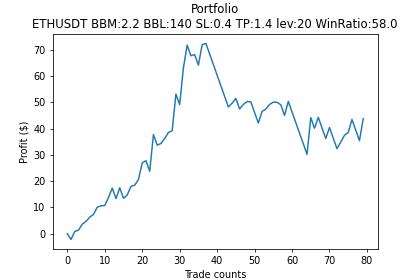 Portfolio
ETHUSDT BBM:2.2 BBL:140 SL:0.4 TP:1.4 lev:20 WinRatio:58.0
Profit ($)
70
60
50
40
30
20
10
0
0 10 20 30 40 50 60 70 80
Trade counts